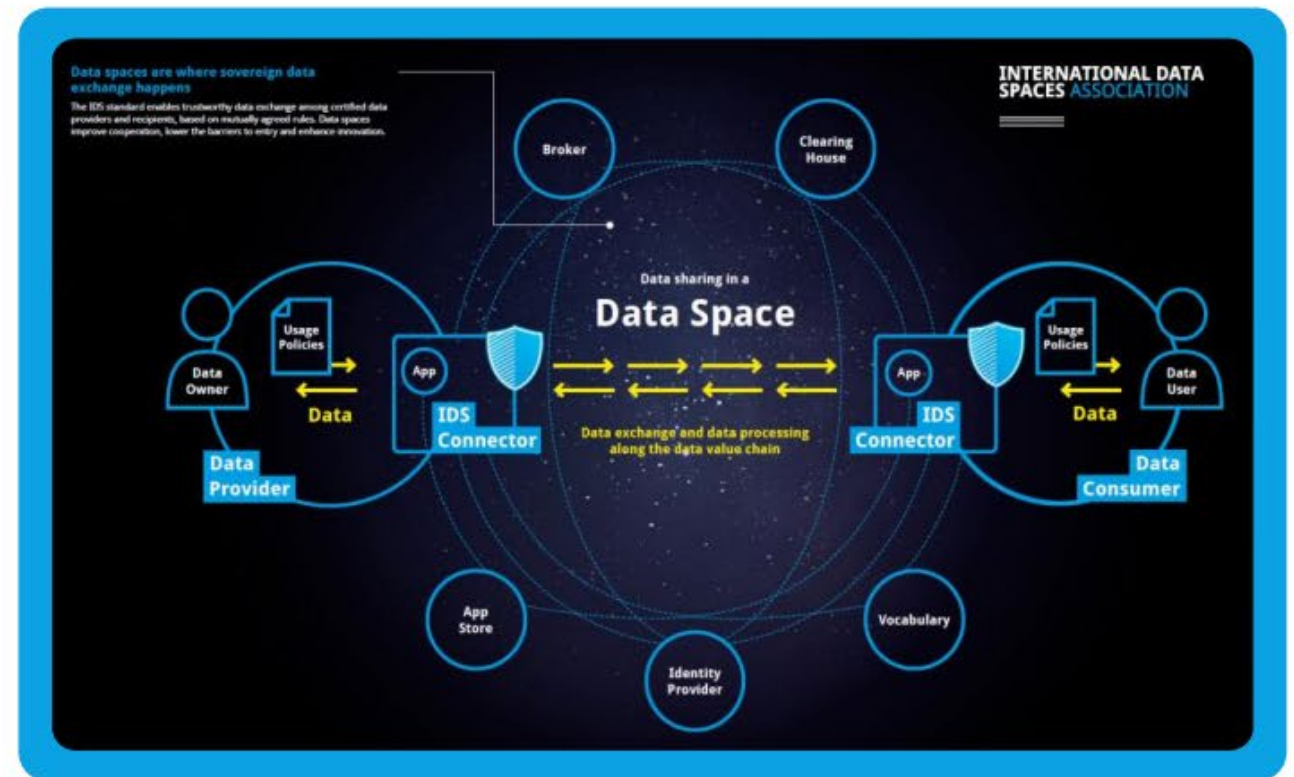 Data spaces are where sovereign data
exchange happens
The IDS standard enables trustworthy data exchange among certified data
providers and recipients, based on mutually agreed rules. Data spaces
improve cooperation, lower the barriers to entry and enhance innovation.
INTERNATIONAL DATA
SPACES ASSOCIATION
Broker
Clearing
House
Data sharing in a
Data Space
Data exchange and data processing
along the data value chain
Data
Owner
Usage
Policies
Data
App
IDS
Connector
Data
Provider
App
IDS
Connector
Usage
Policies
Data
Data
User
Data
Consumer
App
Store
Identity
Provider
Vocabulary